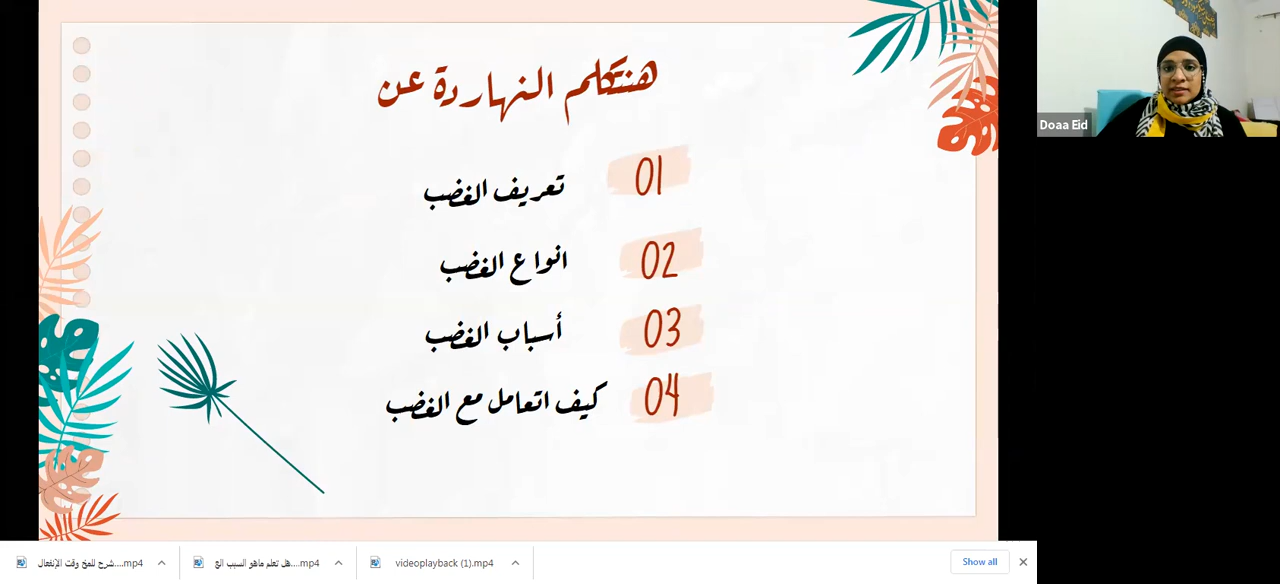 هنتكلم النهاردة عن
01 تعريف الغضب
02 انواع الغضب
03 أسباب الغضب
04 كيف اتعامل مع الغضب
Doaa Eid
شرح للمخ وقت الإنفعال....mp4
هل تعلم ماهو السبب الع....mp4
videoplayback (1).mp4
Show all